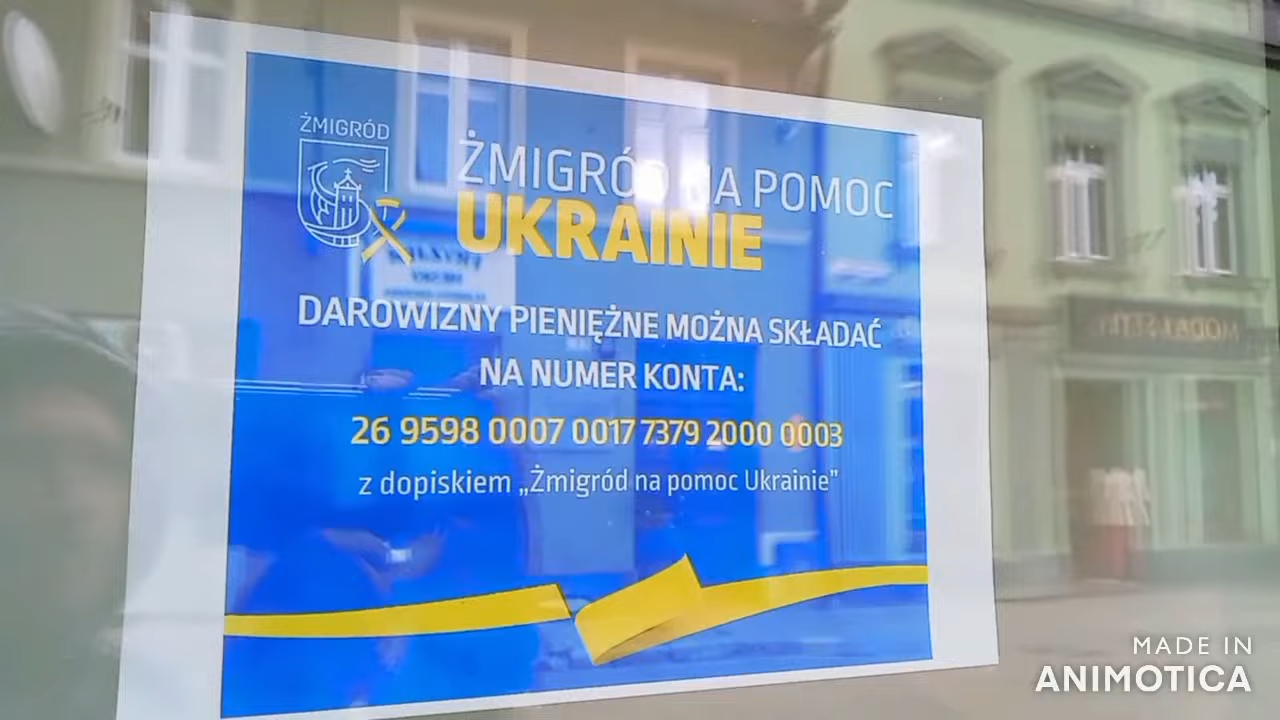 ŻMIGRÓD
ŻMIGRÓD NA POMOC
UKRAINIE
DAROWIZNY PIENIĘŻNE MOŻNA SKŁADAĆ
NA NUMER KONTA:
26 9598 0007 0017 7379 2000 0003
z dopiskiem „Żmigród na pomoc Ukrainie”
MADE IN
ANIMOTICA